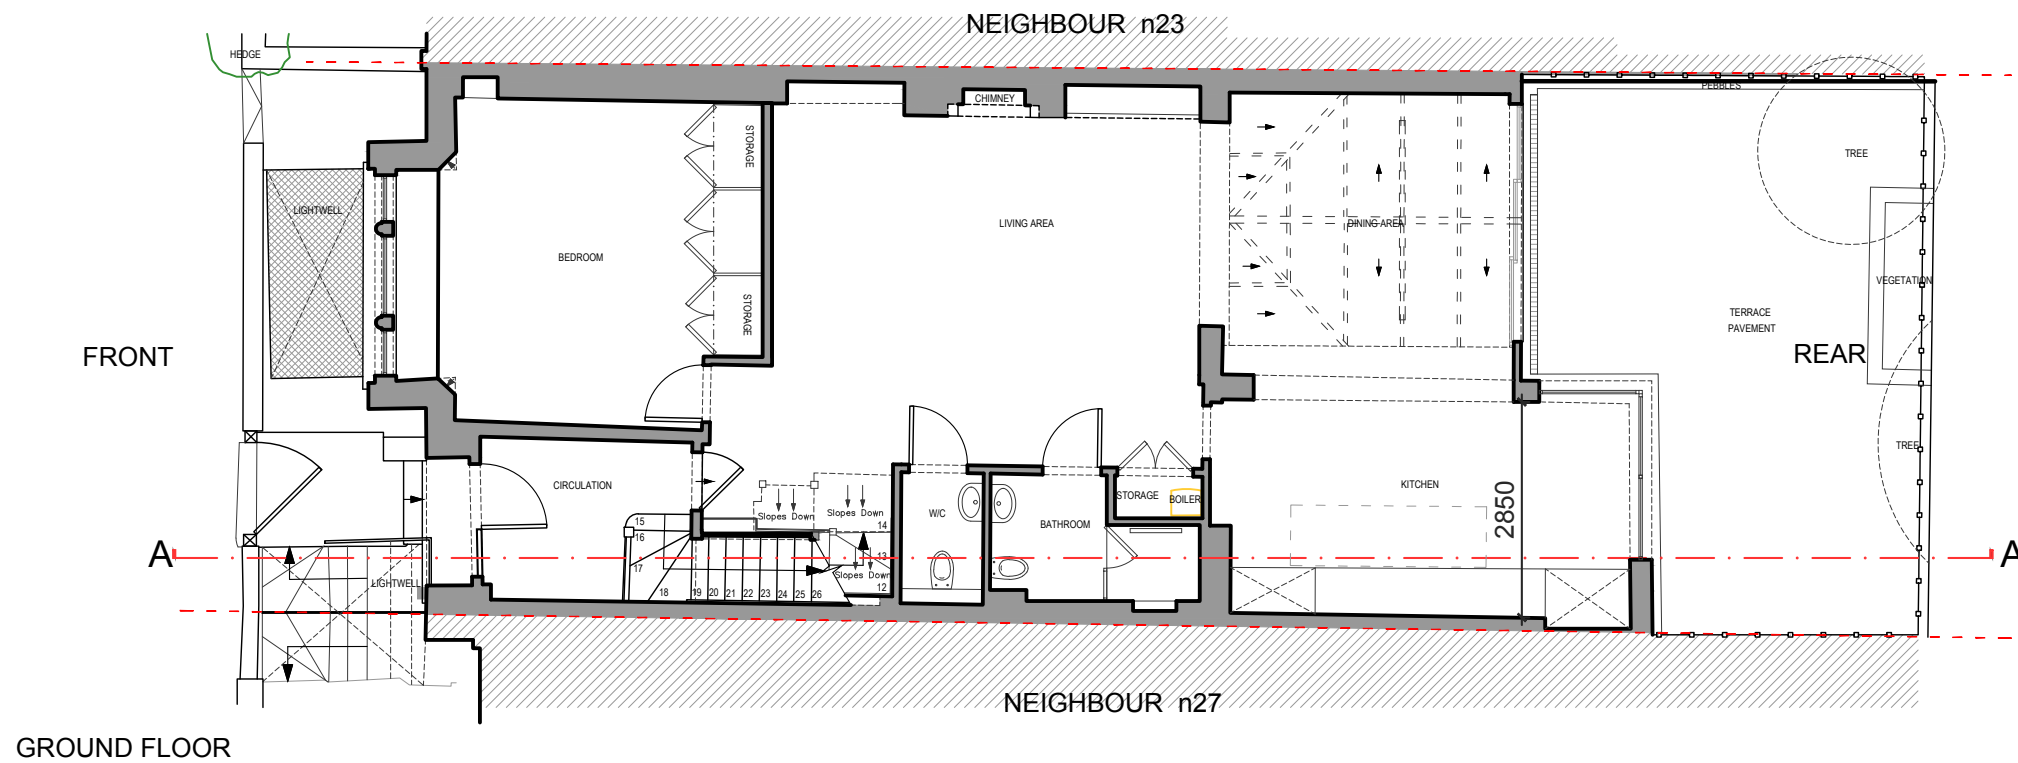 NEIGHBOUR n23
HEDGE
CHIMNEY
PEBBLES
STORAGE
TREE
LIGHTWELL
LIVING AREA
DINING AREA
BEDROOM
VEGETATION
STORAGE
TERRACE
PAVEMENT
FRONT
REAR
TREE
CIRCULATION
KITCHEN
STORAGE
BOILER
2850
W/C
BATHROOM
Slopes Down
Slopes Down
14
15
16
17
18
19
20
21
22
23
24
25
26
13
Slopes Down
12
A
A
LIGHTWELL
NEIGHBOUR n27
GROUND FLOOR